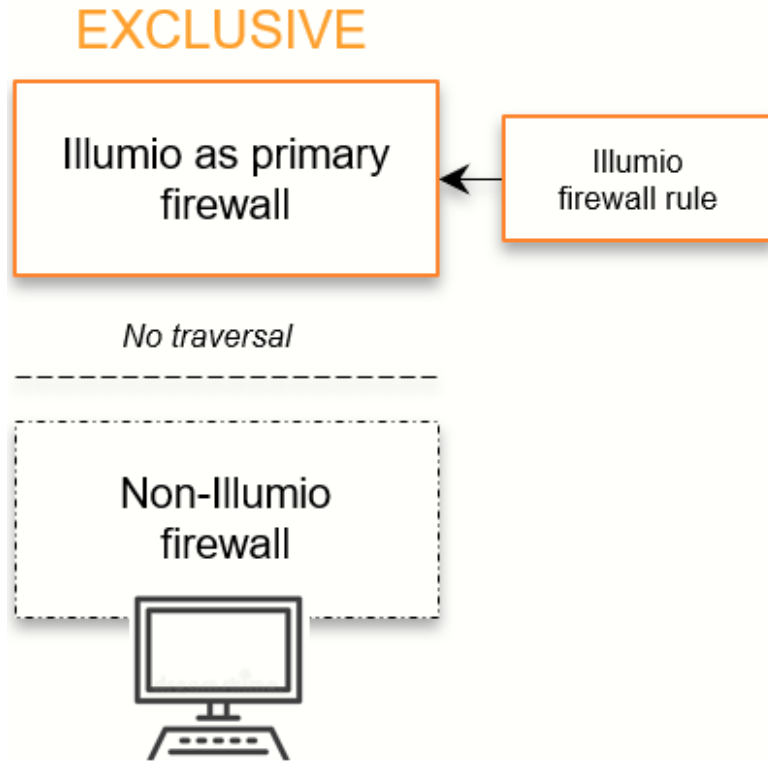 EXCLUSIVE
Illumio as primary
firewall
Illumio
firewall rule
No traversal
Non-Illumio
firewall